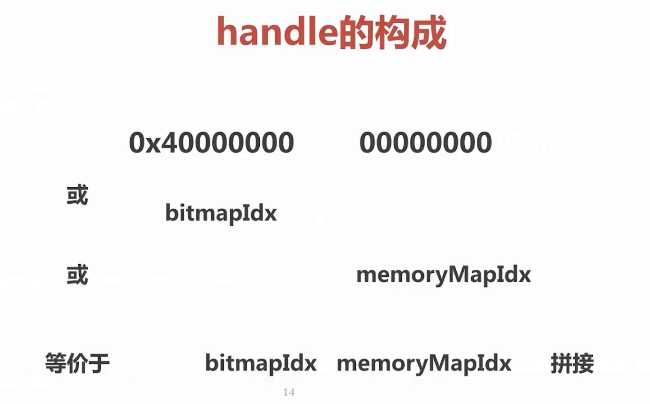 handle的构成
0x40000000 00000000
或
bitmapIdx
或 memoryMapIdx
等价于 bitmapIdx memoryMapIdx 拼接
14